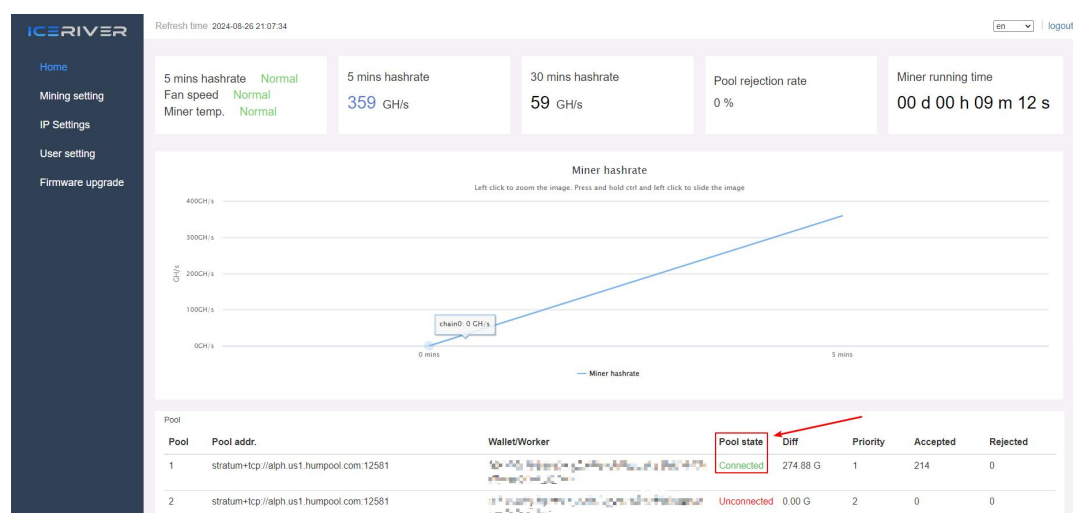 ICERIVER
Refresh time 2024-08-26 21:07:34
en
logout
Home
Mining setting
IP Settings
User setting
Firmware upgrade
5 mins hashrate Normal
Fan speed Normal
Miner temp. Normal
5 mins hashrate
359 GH/s
30 mins hashrate
59 GH/s
Pool rejection rate
0 %
Miner running time
00 d 00 h 09 m 12 s
Miner hashrate
Left click to zoom the image. Press and hold ctrl and left click to slide the image
GH/s
400GH/s
300GH/s
200GH/s
100GH/s
0GH/s
chain0: 0 GH/s
0 mins
5 mins
Miner hashrate
Pool
Pool Pool addr. Wallet/Worker Pool state Diff Priority Accepted Rejected
1 stratum+tcp://alph.us1.humpool.com:12581 Connected 274.88 G 1 214 0
2 stratum+tcp://alph.us1.humpool.com:12581 Unconnected 0.00 G 2 0 0